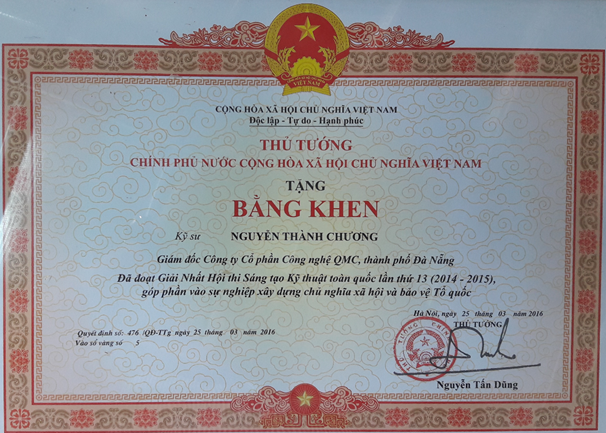 VIỆT NAM
CỘNG HÒA XÃ HỘI CHỦ NGHĨA VIỆT NAM
Độc lập - Tự do - Hạnh phúc
THỦ TƯỚNG
CHÍNH PHỦ NƯỚC CỘNG HÒA XÃ HỘI CHỦ NGHĨA VIỆT NAM
TẶNG
BẰNG KHEN
Kỹ sư NGUYỄN THÀNH CHƯƠNG
Giám đốc Công ty Cổ phần Công nghệ QMC, thành phố Đà Nẵng
Đã đoạt Giải Nhất Hội thi Sáng tạo Kỹ thuật toàn quốc lần thứ 13 (2014 - 2015),
góp phần vào sự nghiệp xây dựng chủ nghĩa xã hội và bảo vệ Tổ quốc
Hà Nội, ngày 25 tháng 03 năm 2016
Quyết định số: 476 /QĐ-TTg ngày 25 tháng 03 năm 2016
THỦ TƯỚNG
Vào sổ vàng số 5
THỦ TƯỚNG CHÍNH
Nguyễn Tấn Dũng